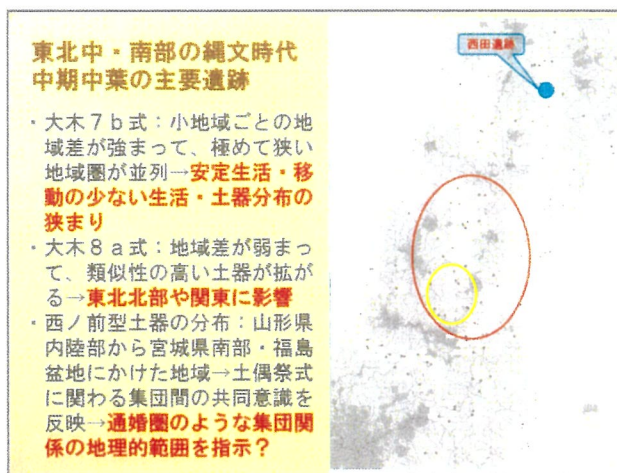 東北中・南部の縄文時代
中期中葉の主要遺跡
・大木７ｂ式：小地域ごとの地
域差が強まって、極めて狭い
地域圏が並列→安定生活・移
動の少ない生活・土器分布の
狭まり
・大木８ａ式：地域差が弱まっ
て、類似性の高い土器が拡が
る→東北北部や関東に影響
・西ノ前型土器の分布：山形県
内陸部から宮城県南部・福島
盆地にかけた地域→土偶祭式
に関わる集団間の共同意識を
反映→通婚圏のような集団関
係の地理的範囲を指示？
西田遺跡